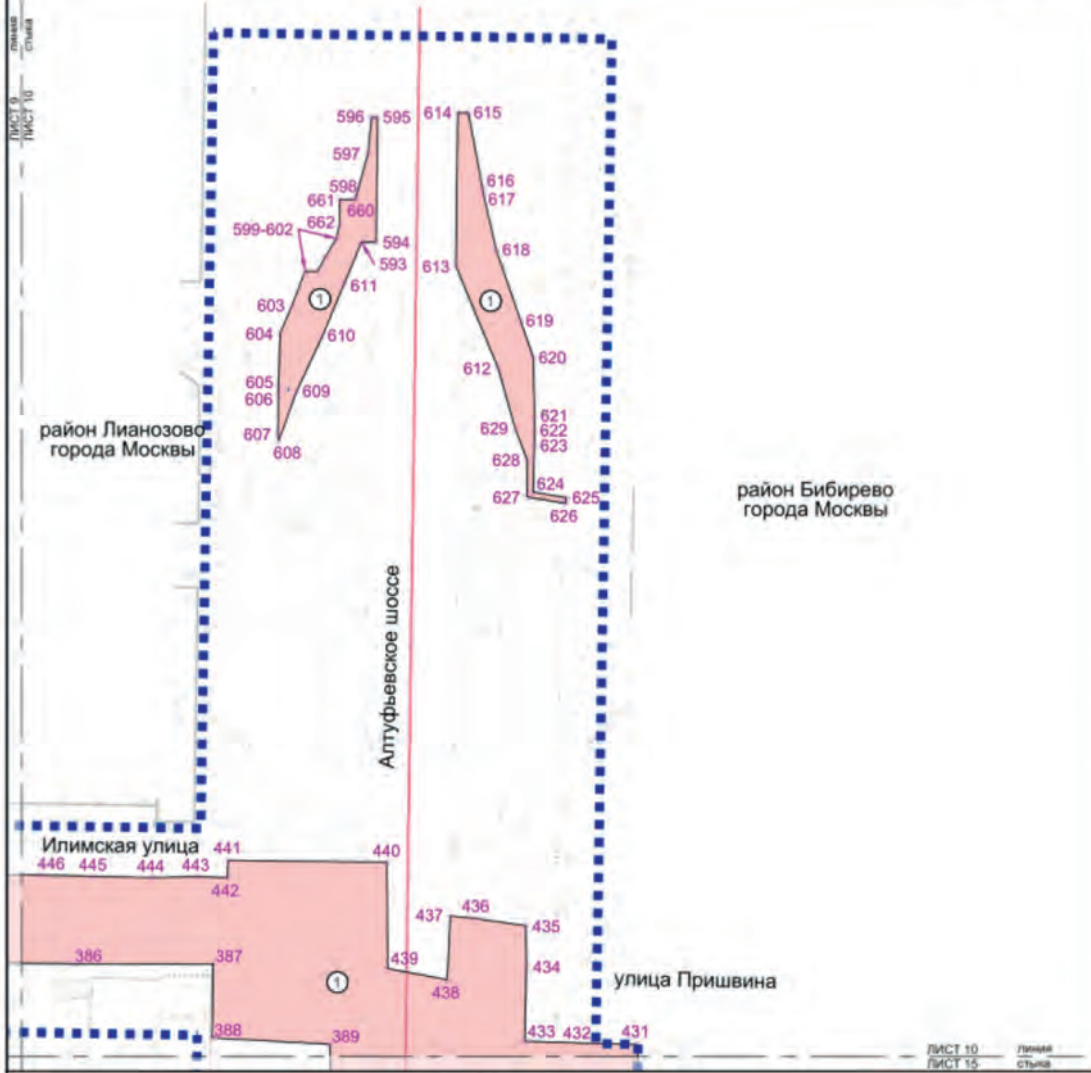 линия
стыка
ЛИСТ 9
ЛИСТ 10
596 595 614 615
597
598
661 660
616
617
599-602 662 594
593
618
613
611
1
1
603
619
604 610
620
612
605
606
609
621
622
623
629
607
608
628
624
627 625
626
район Лианозово
города Москвы
район Бибирево
города Москвы
Алтуфьевское шоссе
Илимская улица
441 440
446 445 444 443
442
437 436
435
434
439
438
386 387
1
улица Пришвина
388 389
433 432 431
ЛИСТ 10 линия
ЛИСТ 15 стыка